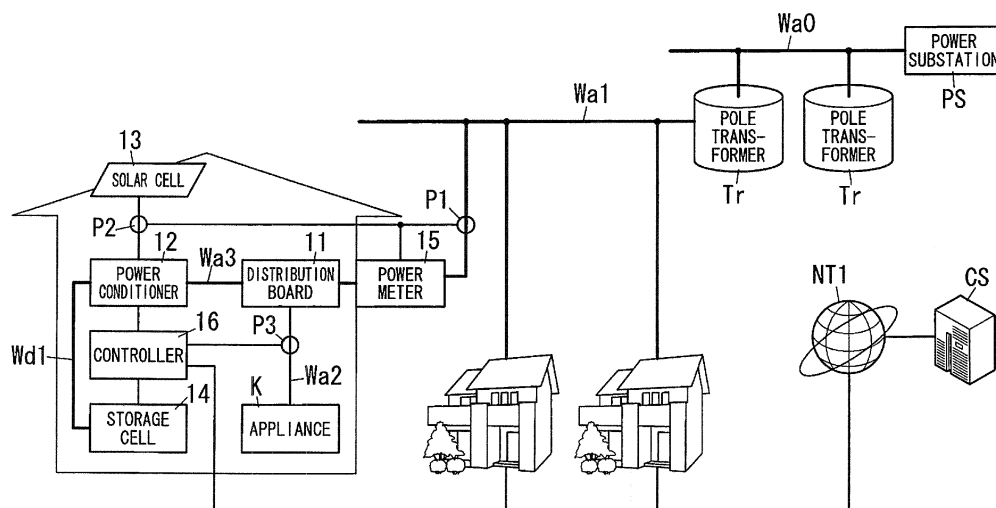 Wa0
POWER
SUBSTATION
PS
Wa1
POLE
TRANS-
FORMER
Tr
POLE
TRANS-
FORMER
Tr
13
SOLAR CELL
P2
P1
12
POWER
CONDITIONER
Wa3
11
DISTRIBUTION
BOARD
15
POWER
METER
16
CONTROLLER
P3
Wd1
Wa2
14
STORAGE
CELL
K
APPLIANCE
NT1
CS